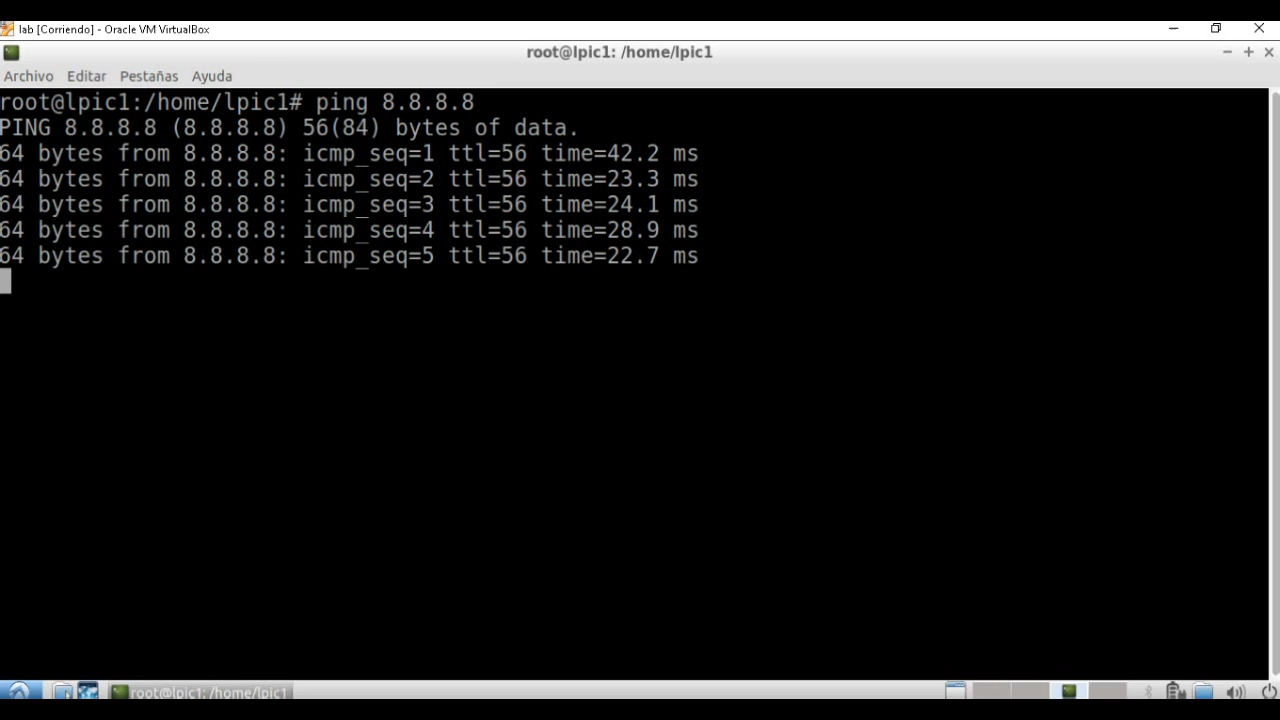 lab [Corriendo] - Oracle VM VirtualBox
root@lpic1: /home/lpic1
Archivo Editar Pestañas Ayuda
root@lpic1:/home/lpic1# ping 8.8.8.8
PING 8.8.8.8 (8.8.8.8) 56(84) bytes of data.
64 bytes from 8.8.8.8: icmp_seq=1 ttl=56 time=42.2 ms
64 bytes from 8.8.8.8: icmp_seq=2 ttl=56 time=23.3 ms
64 bytes from 8.8.8.8: icmp_seq=3 ttl=56 time=24.1 ms
64 bytes from 8.8.8.8: icmp_seq=4 ttl=56 time=28.9 ms
64 bytes from 8.8.8.8: icmp_seq=5 ttl=56 time=22.7 ms
root@lpic1: /home/lpic1